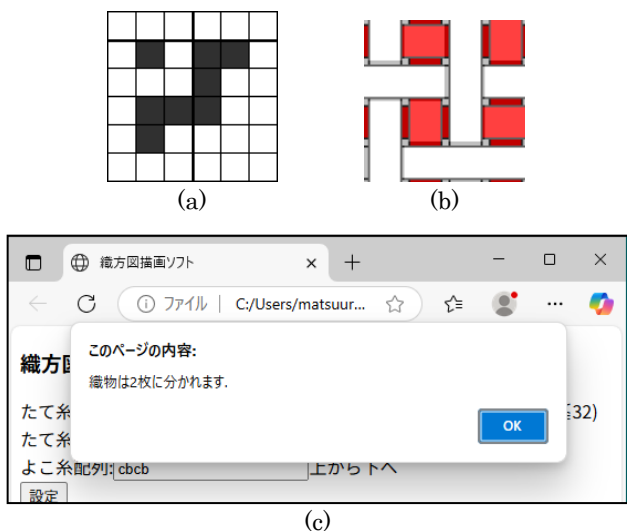 (a)
(b)
織方図描画ソフト
ファイル
C:/Users/matsuur...
このページの内容:
織物は2枚に分かれます.
OK
織方
たて糸
32)
たて糸
よこ糸配列:
cbcb
上から下へ
設定
(c)